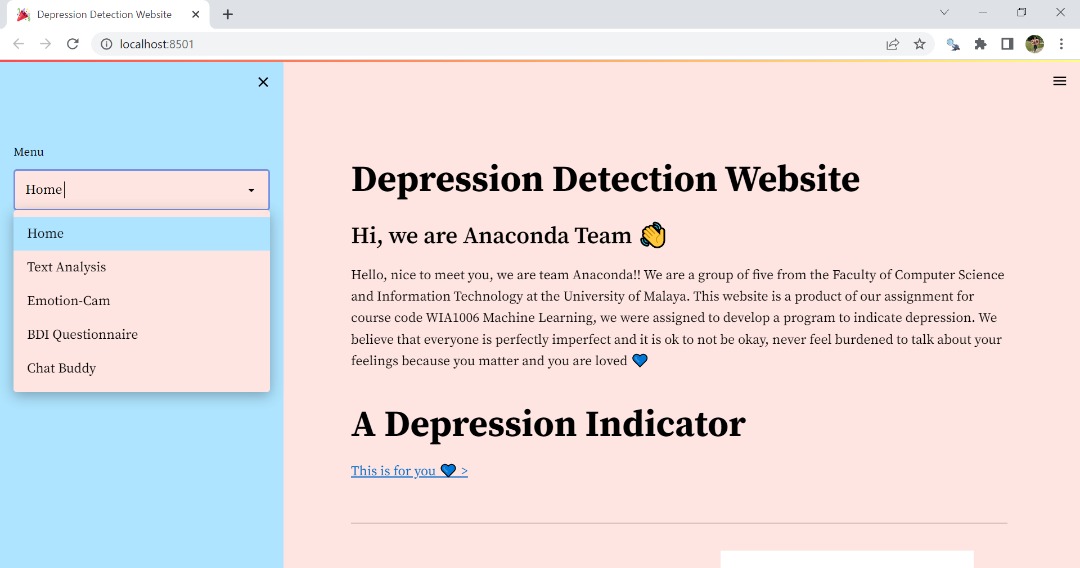 Depression Detection Website
localhost:8501
Menu
Home
Home
Text Analysis
Emotion-Cam
BDI Questionnaire
Chat Buddy
Depression Detection Website
Hi, we are Anaconda Team 👋
Hello, nice to meet you, we are team Anaconda!! We are a group of five from the Faculty of Computer Science
and Information Technology at the University of Malaya. This website is a product of our assignment for
course code WIA1006 Machine Learning, we were assigned to develop a program to indicate depression. We
believe that everyone is perfectly imperfect and it is ok to not be okay, never feel burdened to talk about your
feelings because you matter and you are loved 💙
A Depression Indicator
This is for you 💙 >